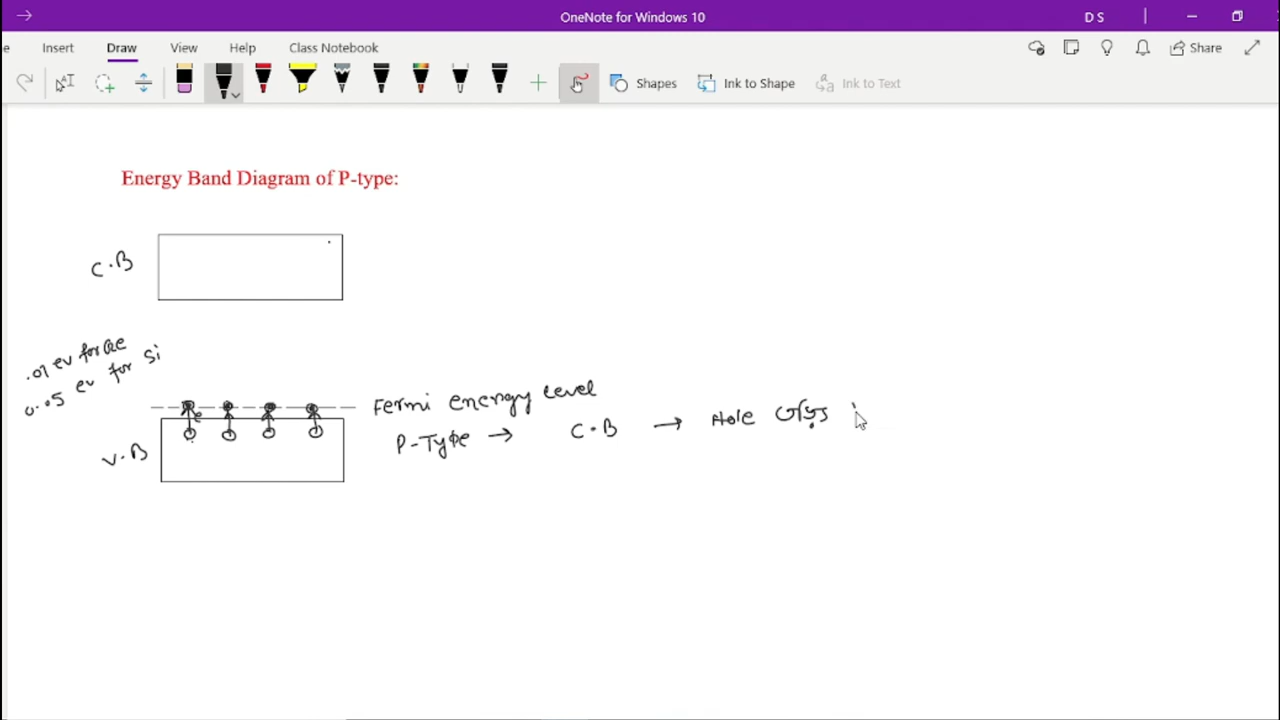 OneNote for Windows 10
D S
Insert Draw View Help Class Notebook
Share
Shapes Ink to Shape Ink to Text
Energy Band Diagram of P-type:
C.B
.01 ev for Ge
0.05 ev for Si
Fermi energy Level
e
V.B
P-Type → C.B → Hole